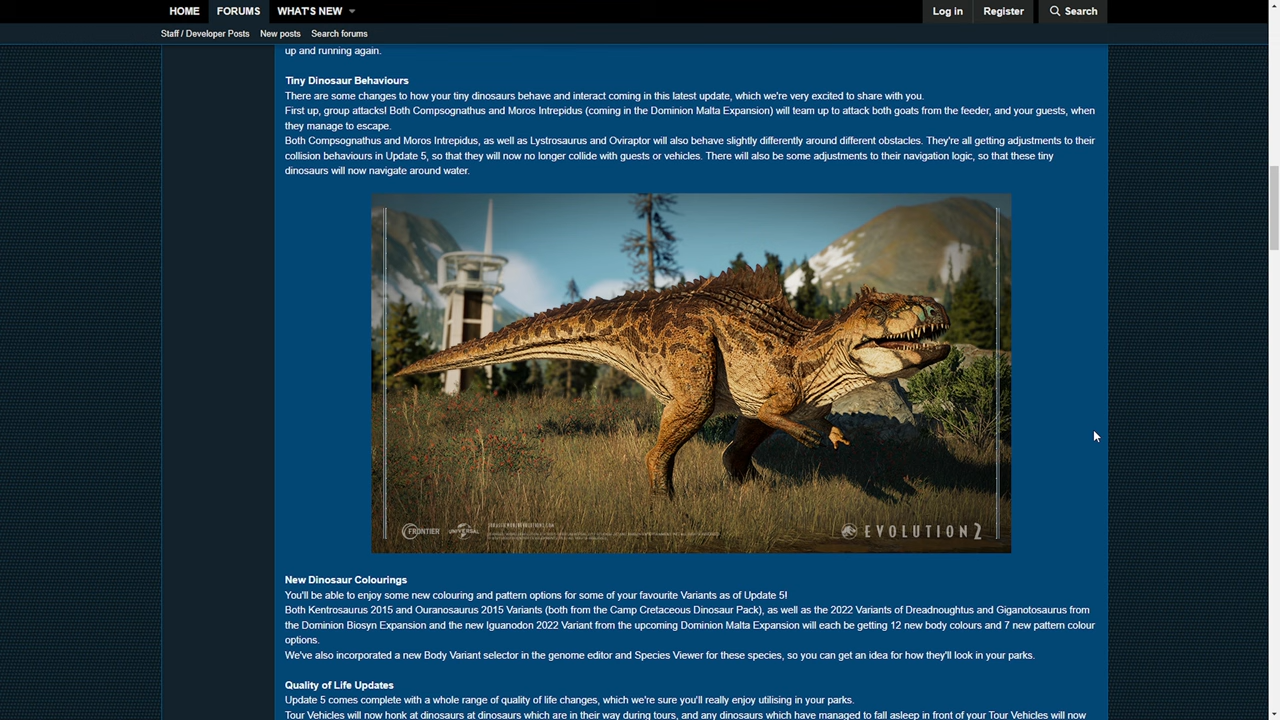 HOME FORUMS WHAT'S NEW Log in Register Search
Staff / Developer Posts New posts Search forums
up and running again.
Tiny Dinosaur Behaviours
There are some changes to how your tiny dinosaurs behave and interact coming in this latest update, which we're very excited to share with you.
First up, group attacks! Both Compsognathus and Moros Intrepidus (coming in the Dominion Malta Expansion) will team up to attack both goats from the feeder, and your guests, when
they manage to escape.
Both Compsognathus and Moros Intrepidus, as well as Lystrosaurus and Oviraptor will also behave slightly differently around different obstacles. They're all getting adjustments to their
collision behaviours in Update 5, so that they will now no longer collide with guests or vehicles. There will also be some adjustments to their navigation logic, so that these tiny
dinosaurs will now navigate around water.
FRONTIER UNIVERSAL
EVOLUTION 2
New Dinosaur Colourings
You'll be able to enjoy some new colouring and pattern options for some of your favourite Variants as of Update 5!
Both Kentrosaurus 2015 and Ouranosaurus 2015 Variants (both from the Camp Cretaceous Dinosaur Pack), as well as the 2022 Variants of Dreadnoughtus and Giganotosaurus from
the Dominion Biosyn Expansion and the new Iguanodon 2022 Variant from the upcoming Dominion Malta Expansion will each be getting 12 new body colours and 7 new pattern colour
options.
We've also incorporated a new Body Variant selector in the genome editor and Species Viewer for these species, so you can get an idea for how they'll look in your parks.
Quality of Life Updates
Update 5 comes complete with a whole range of quality of life changes, which we're sure you'll really enjoy utilising in your parks.
Tour Vehicles will now honk at dinosaurs at dinosaurs which are in their way during tours, and any dinosaurs which have managed to fall asleep in front of your Tour Vehicles will now